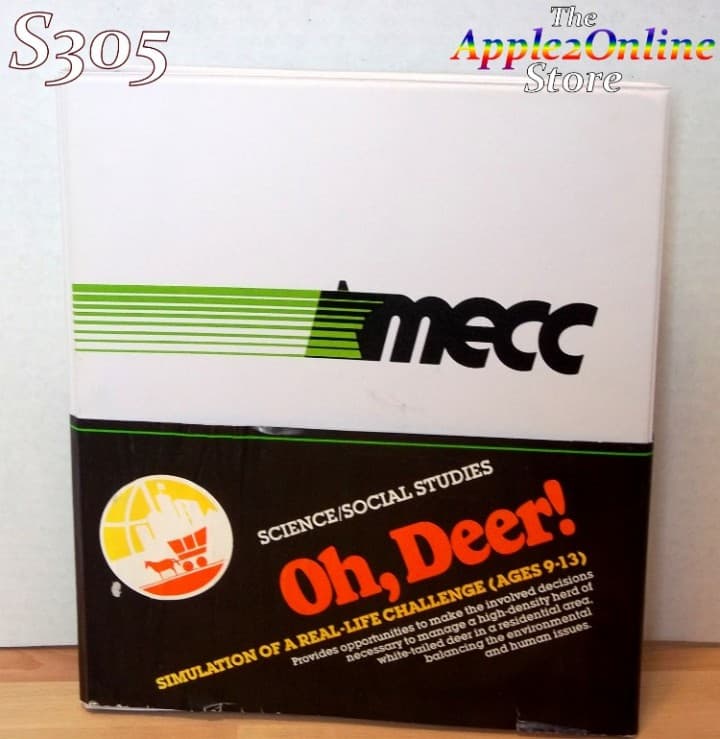 S305
The
Apple2Online
Store
mecc
SCIENCE/SOCIAL STUDIES
Oh, Deer!
SIMULATION OF A REAL-LIFE CHALLENGE (AGES 9-13)
Provides opportunities to make the involved decisions
necessary to manage a high-density herd of
white-tailed deer in a residential area,
balancing the environmental
and human issues.